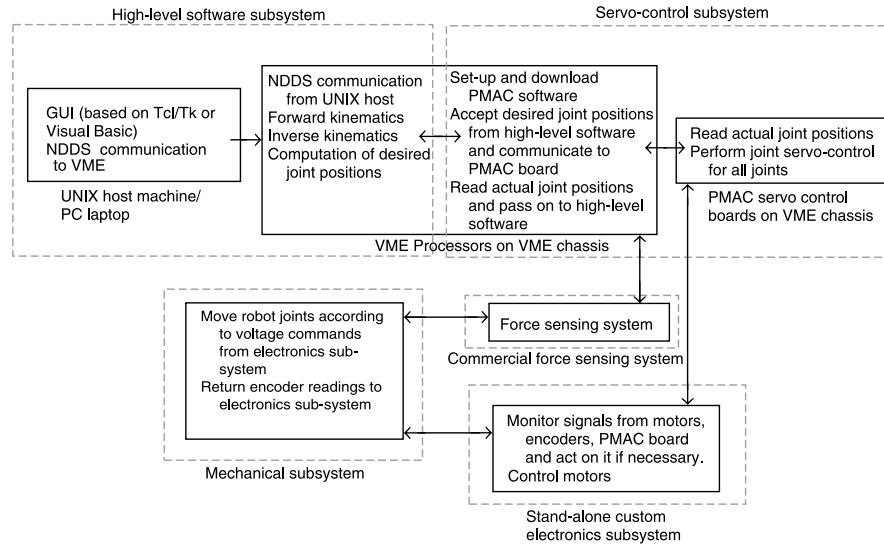 High-level software subsystem
Servo-control subsystem
GUI (based on Tcl/Tk or
Visual Basic)
NDDS communication
to VME
UNIX host machine/
PC laptop
NDDS communication
from UNIX host
Forward kinematics
Inverse kinematics
Computation of desired
joint positions
Set-up and download
PMAC software
Accept desired joint positions
from high-level software
and communicate to
PMAC board
Read actual joint positions
and pass on to high-level
software
VME Processors on VME chassis
Read actual joint positions
Perform joint servo-control
for all joints
PMAC servo control
boards on VME chassis
Move robot joints according
to voltage commands
from electronics sub-
system
Return encoder readings to
electronics sub-system
Mechanical subsystem
Force sensing system
Commercial force sensing system
Monitor signals from motors,
encoders, PMAC board
and act on it if necessary.
Control motors
Stand-alone custom
electronics subsystem